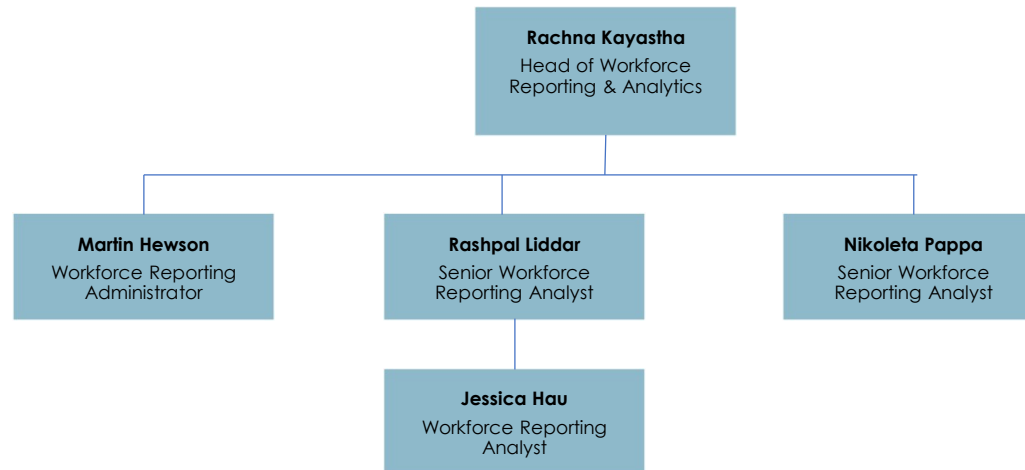 Rachna Kayastha
Head of Workforce
Reporting & Analytics
Martin Hewson
Workforce Reporting
Administrator
Rashpal Liddar
Senior Workforce
Reporting Analyst
Nikoleta Pappa
Senior Workforce
Reporting Analyst
Jessica Hau
Workforce Reporting
Analyst